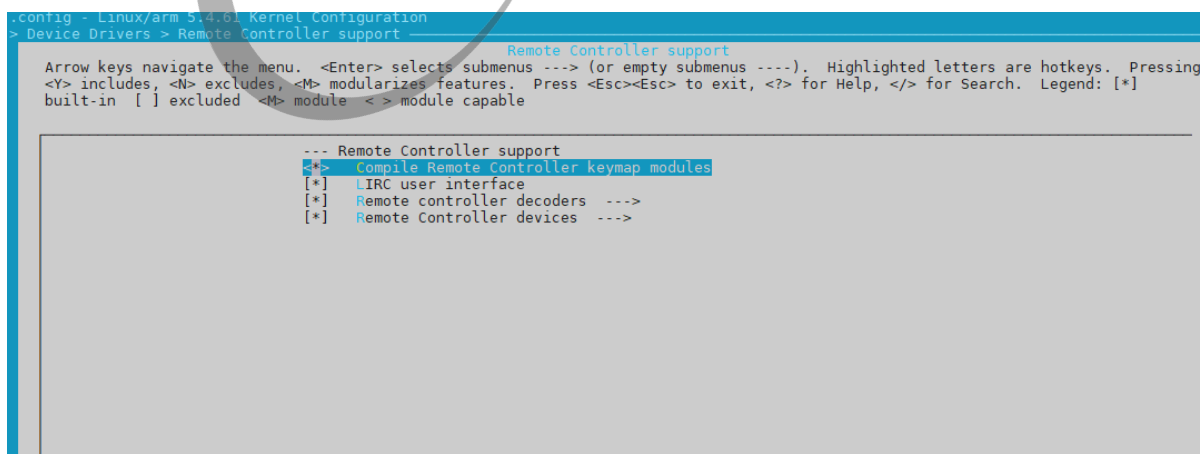 .config - Linux/arm 5.4.61 Kernel Configuration
> Device Drivers > Remote Controller support
Remote Controller support
Arrow keys navigate the menu.  <Enter> selects submenus ---> (or empty submenus ----).  Highlighted letters are hotkeys.  Pressing
<Y> includes, <N> excludes, <M> modularizes features.  Press <Esc><Esc> to exit, <?> for Help, </> for Search.  Legend: [*]
built-in  [ ] excluded  <M> module  < > module capable
--- Remote Controller support
<*>   Compile Remote Controller keymap modules
[*]   LIRC user interface
[*]   Remote controller decoders  --->
[*]   Remote Controller devices  --->